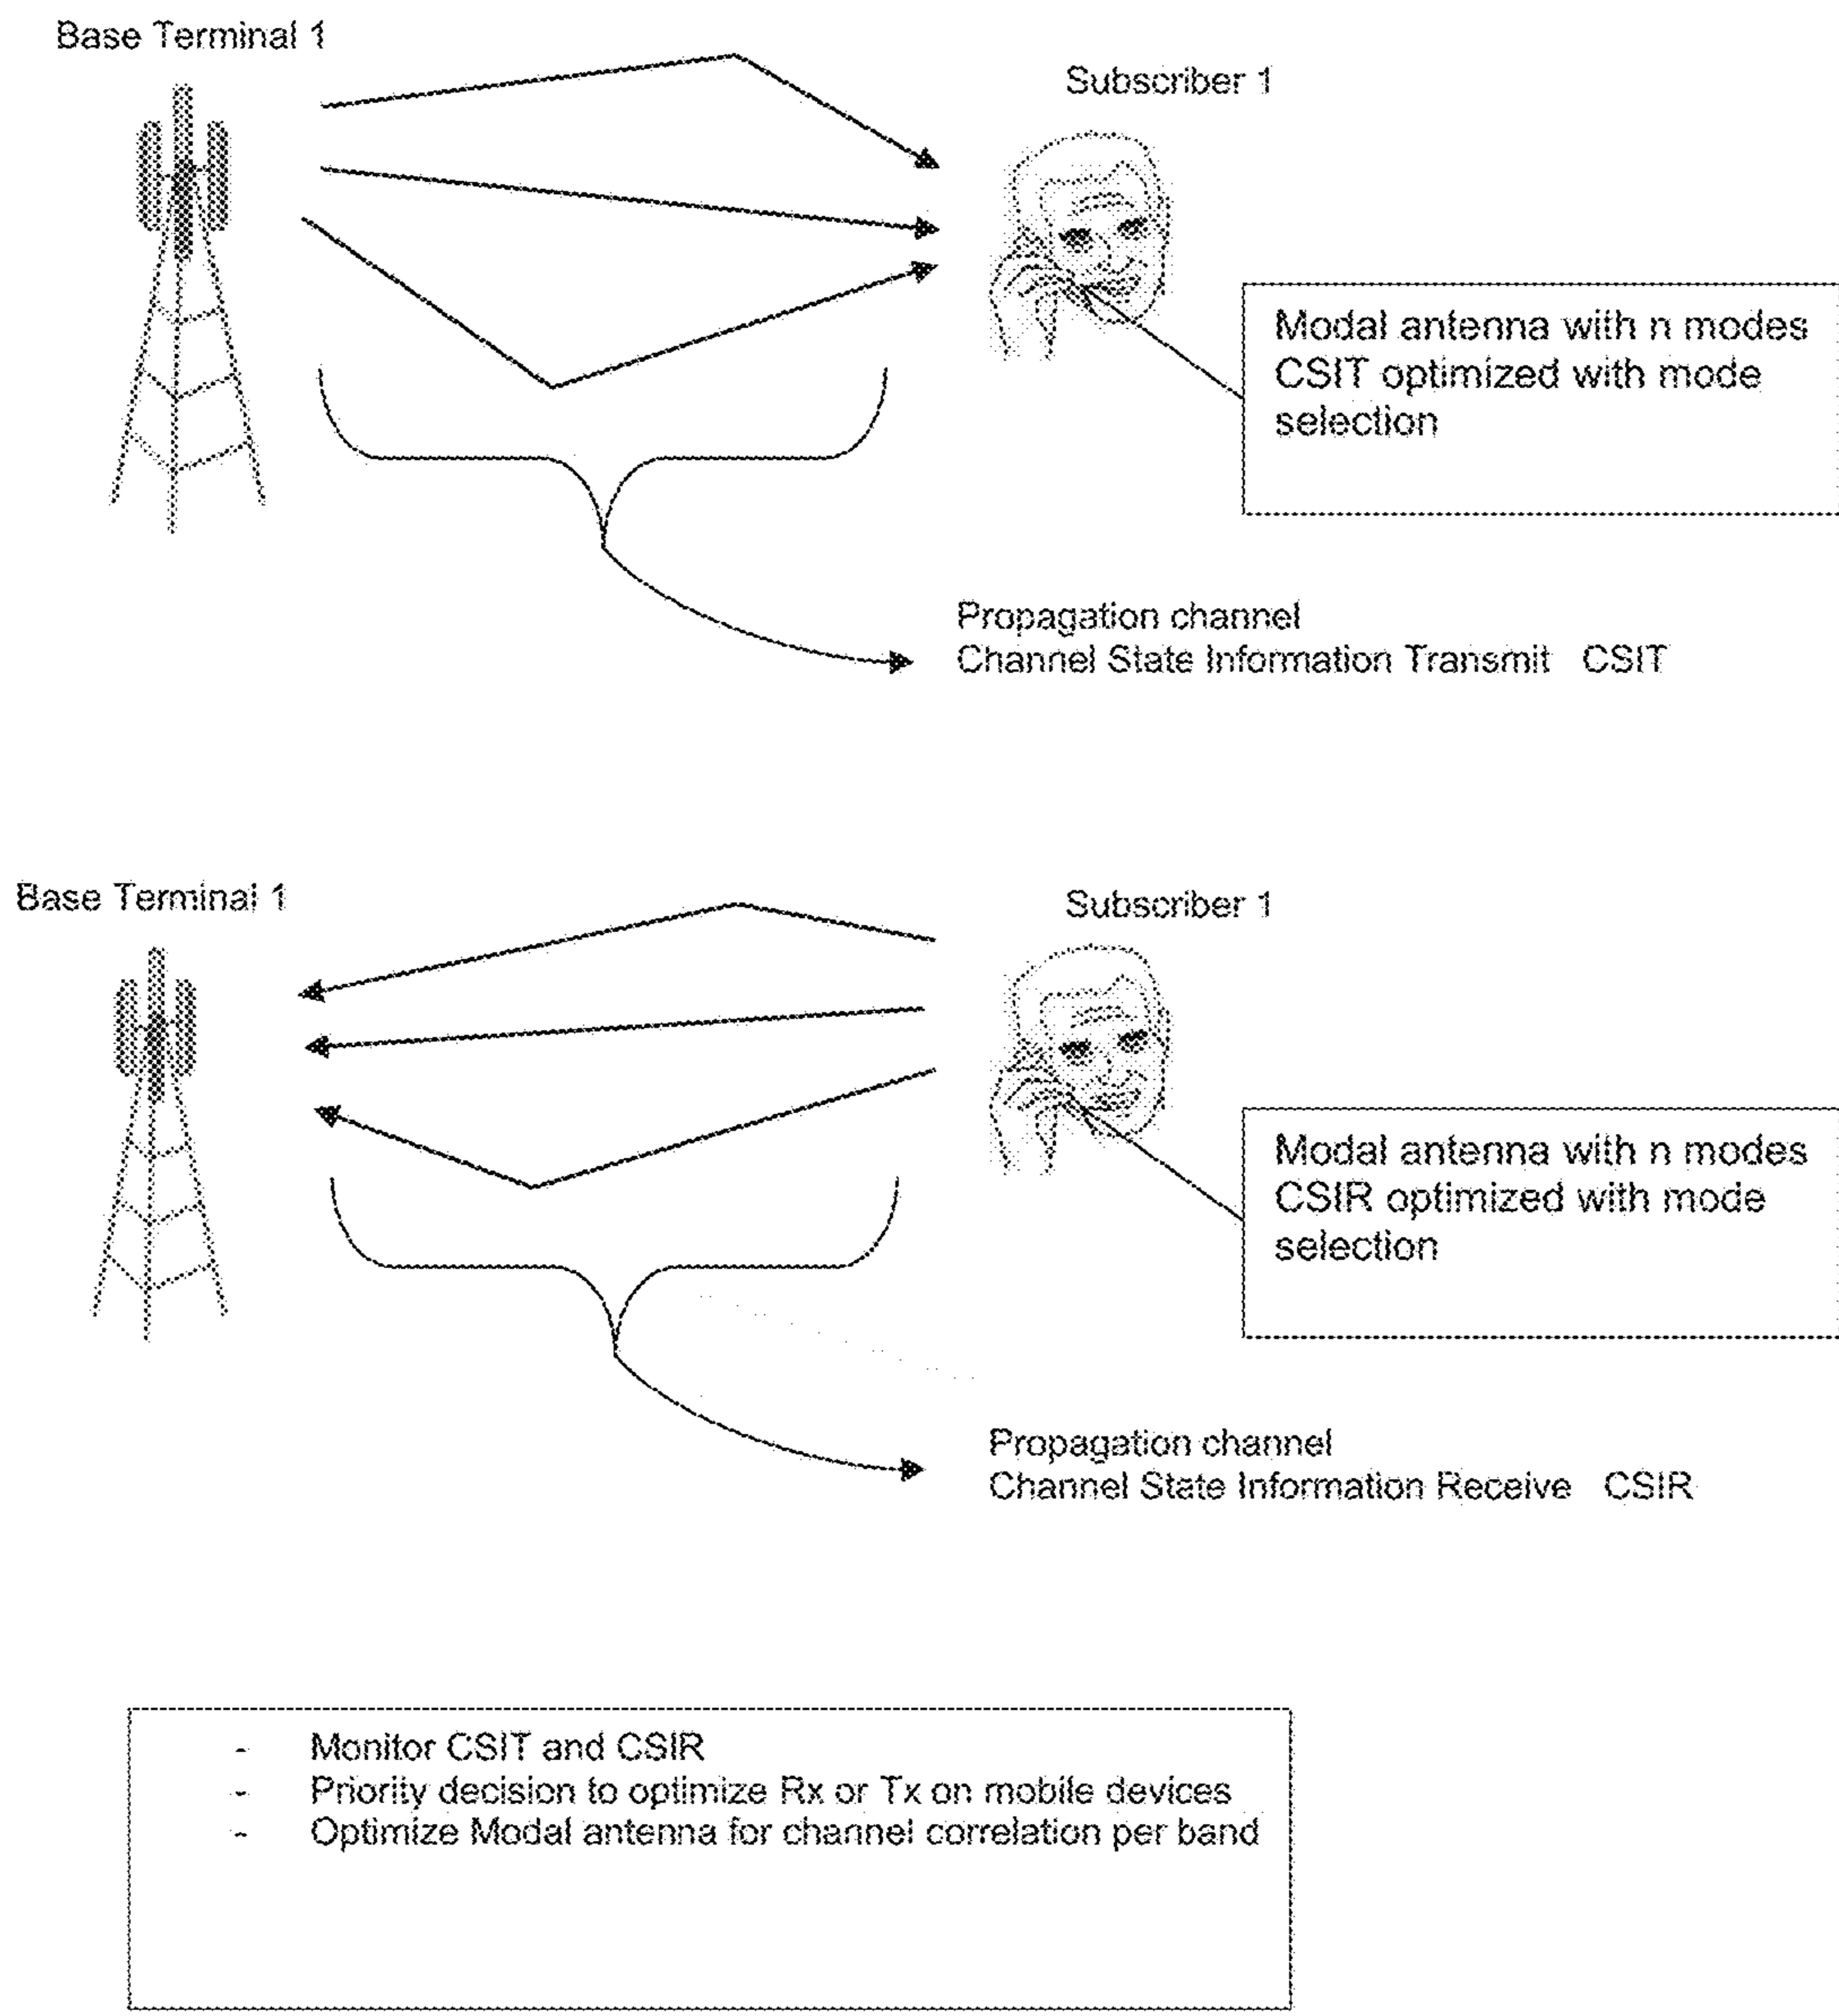 Base Terminal 1
Subscriber 1
Modal antenna with n modes
CSIT optimized with mode
selection
Propagation channel
Channel State Information Transmit CSIT
Base Terminal 1
Subscriber 1
Modal antenna with n modes
CSIR optimized with mode
selection
Propagation channel
Channel State Information Receive CSIR
- Monitor CSIT and CSIR
- Priority decision to optimize Rx or Tx on mobile devices
- Optimize Modal antenna for channel correlation per band